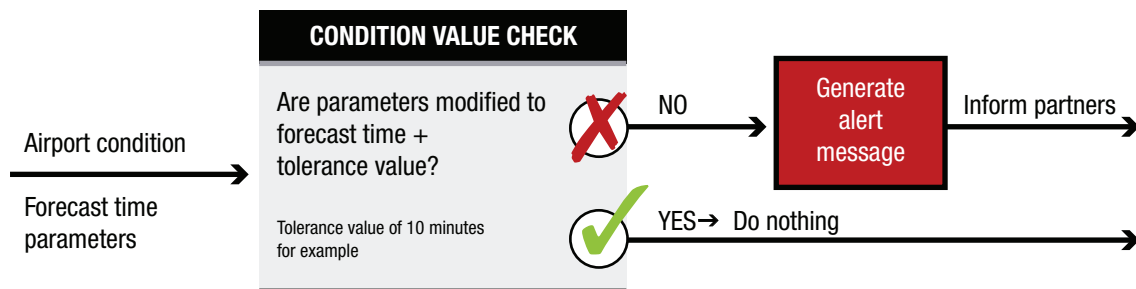 CONDITION VALUE CHECK
Airport condition
Forecast time
parameters
Are parameters modified to
forecast time +
tolerance value?
Tolerance value of 10 minutes
for example
NO
Generate
alert
message
Inform partners
YES→ Do nothing